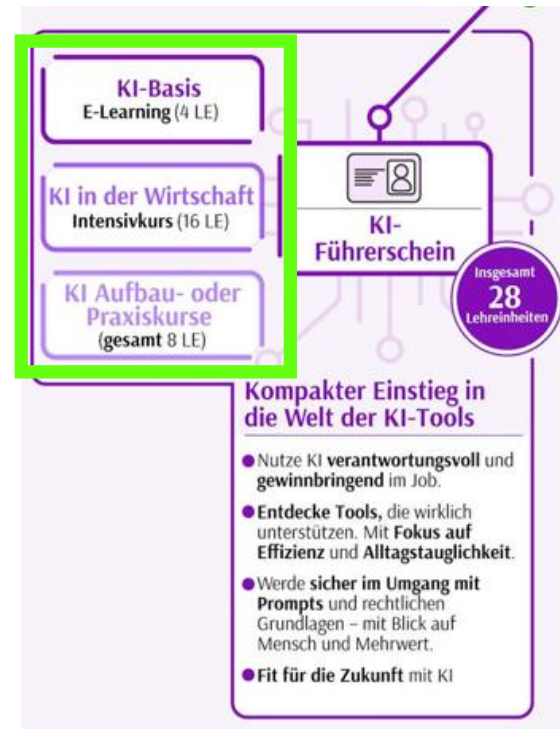 KI-Basis
E-Learning (4 LE)
KI in der Wirtschaft
Intensivkurs (16 LE)
KI Aufbau- oder
Praxiskurse
(gesamt 8 LE)
KI-
Führerschein
Insgesamt
28
Lehreinheiten
Kompakter Einstieg in
die Welt der KI-Tools
Nutze KI verantwortungsvoll und
gewinnbringend im Job.
Entdecke Tools, die wirklich
unterstützen. Mit Fokus auf
Effizienz und Alltagstauglichkeit.
Werde sicher im Umgang mit
Prompts und rechtlichen
Grundlagen – mit Blick auf
Mensch und Mehrwert.
Fit für die Zukunft mit KI